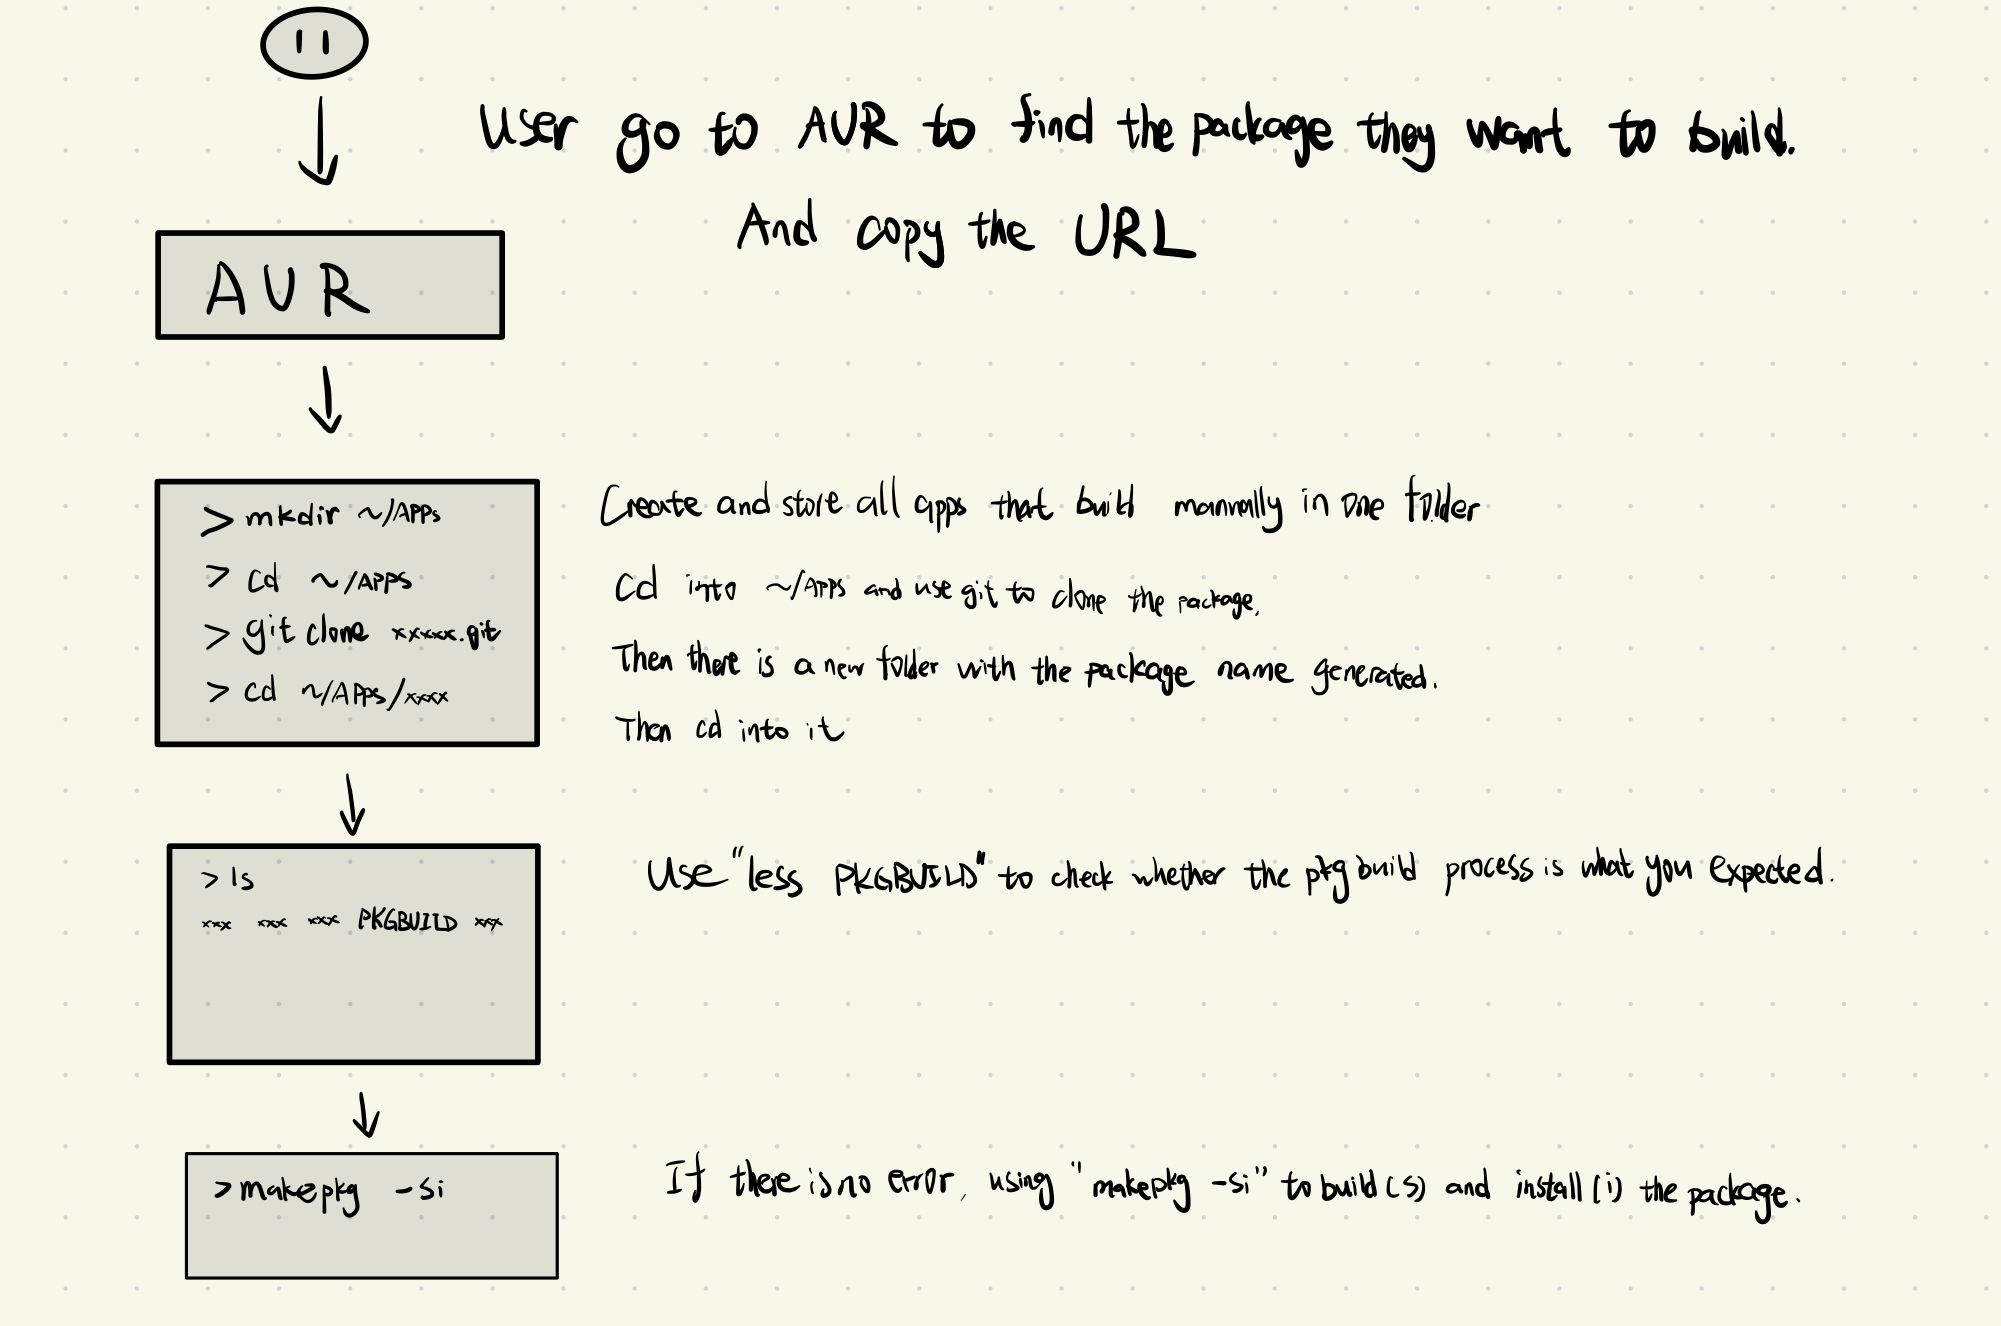 User go to AUR to find the package they want to build.
And copy the URL
AUR
> mkdir ~/APPs
> cd ~/APPS
> git clone xxxxx.git
> cd ~/APPs/xxxx
Create and store all apps that build manually in one folder
Cd into ~/APPS and use git to clone the package.
Then there is a new folder with the package name generated.
Then cd into it
> ls
xxx xxx xxx PKGBUILD xxx
Use "less PKGBUILD" to check whether the pkg build process is what you expected.
> makepkg -si
If there is no error, using "makepkg -si" to build (s) and install (i) the package.